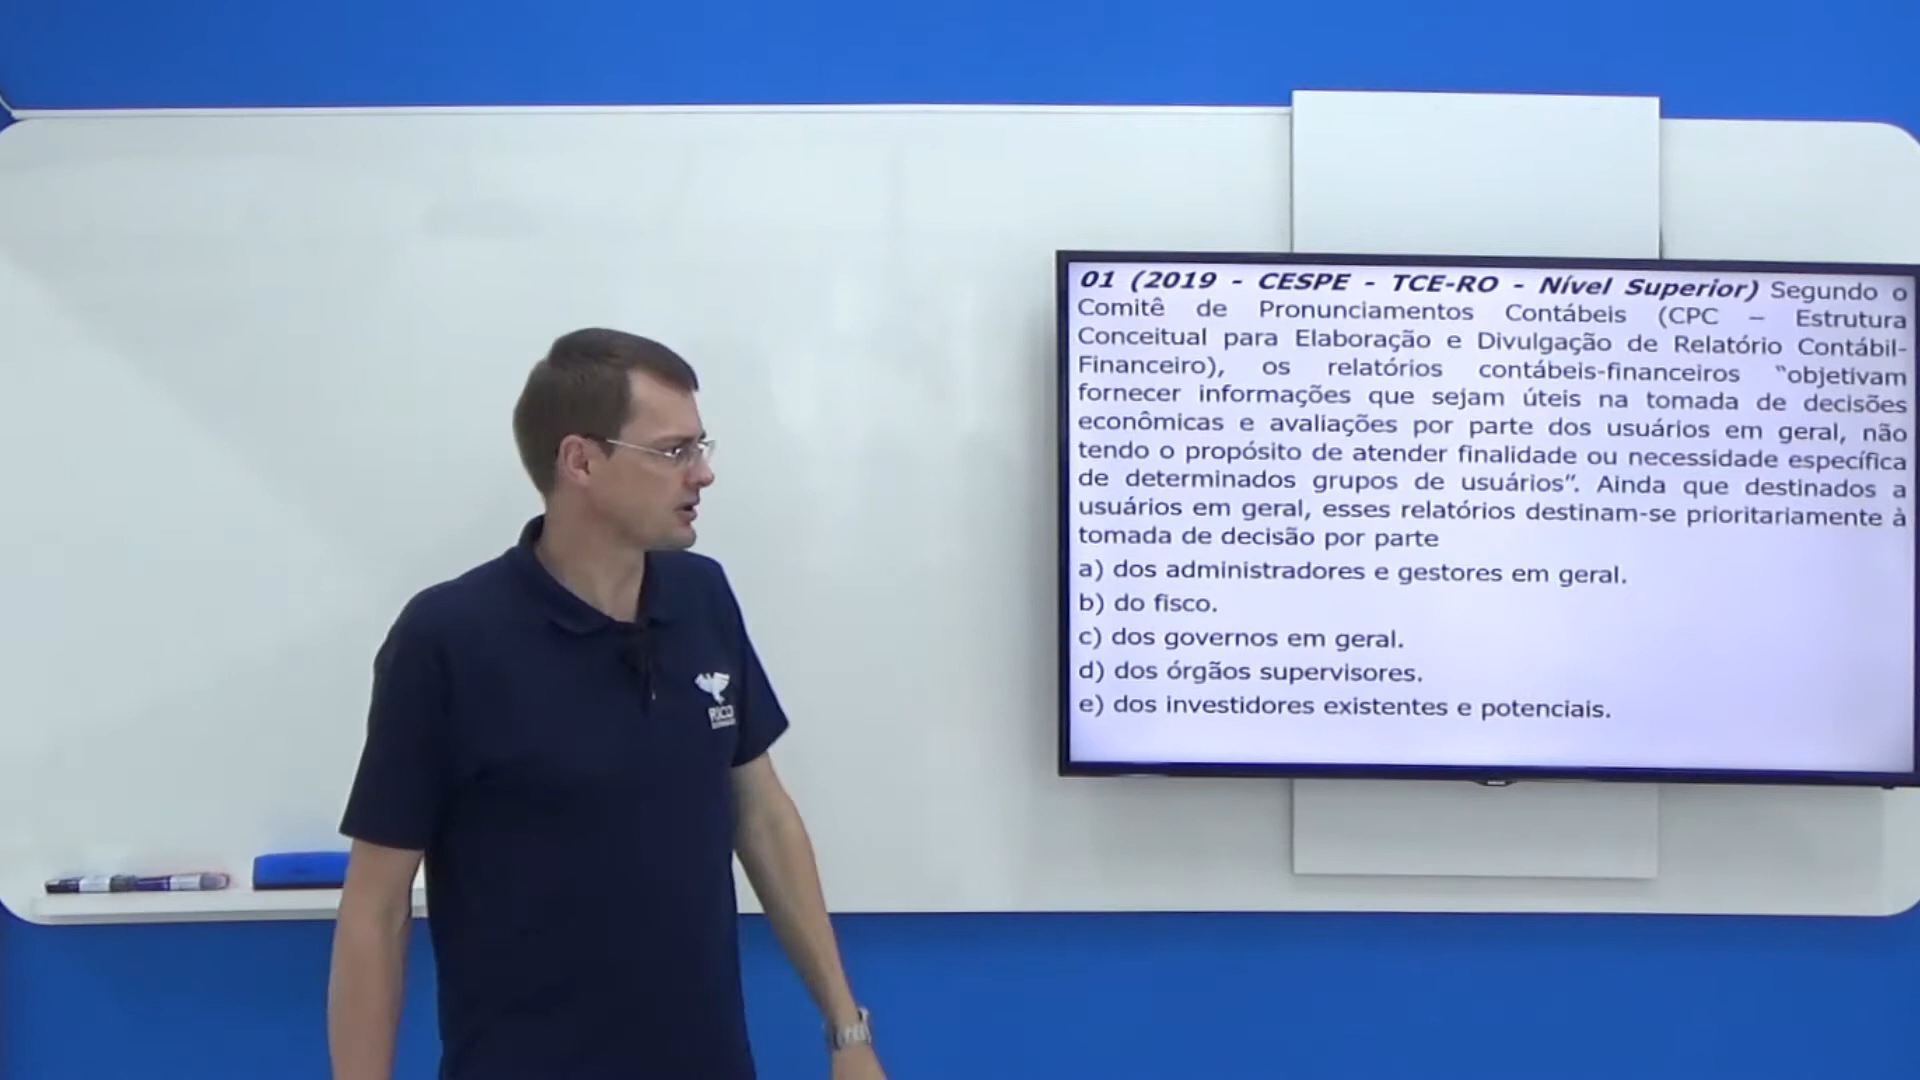 01 (2019 - CESPE - TCE-RO - Nível Superior) Segundo o
Comitê de Pronunciamentos Contábeis (CPC – Estrutura
Conceitual para Elaboração e Divulgação de Relatório Contábil-
Financeiro), os relatórios contábeis-financeiros “objetivam
fornecer informações que sejam úteis na tomada de decisões
econômicas e avaliações por parte dos usuários em geral, não
tendo o propósito de atender finalidade ou necessidade específica
de determinados grupos de usuários”. Ainda que destinados a
usuários em geral, esses relatórios destinam-se prioritariamente à
tomada de decisão por parte
a) dos administradores e gestores em geral.
b) do fisco.
c) dos governos em geral.
d) dos órgãos supervisores.
e) dos investidores existentes e potenciais.